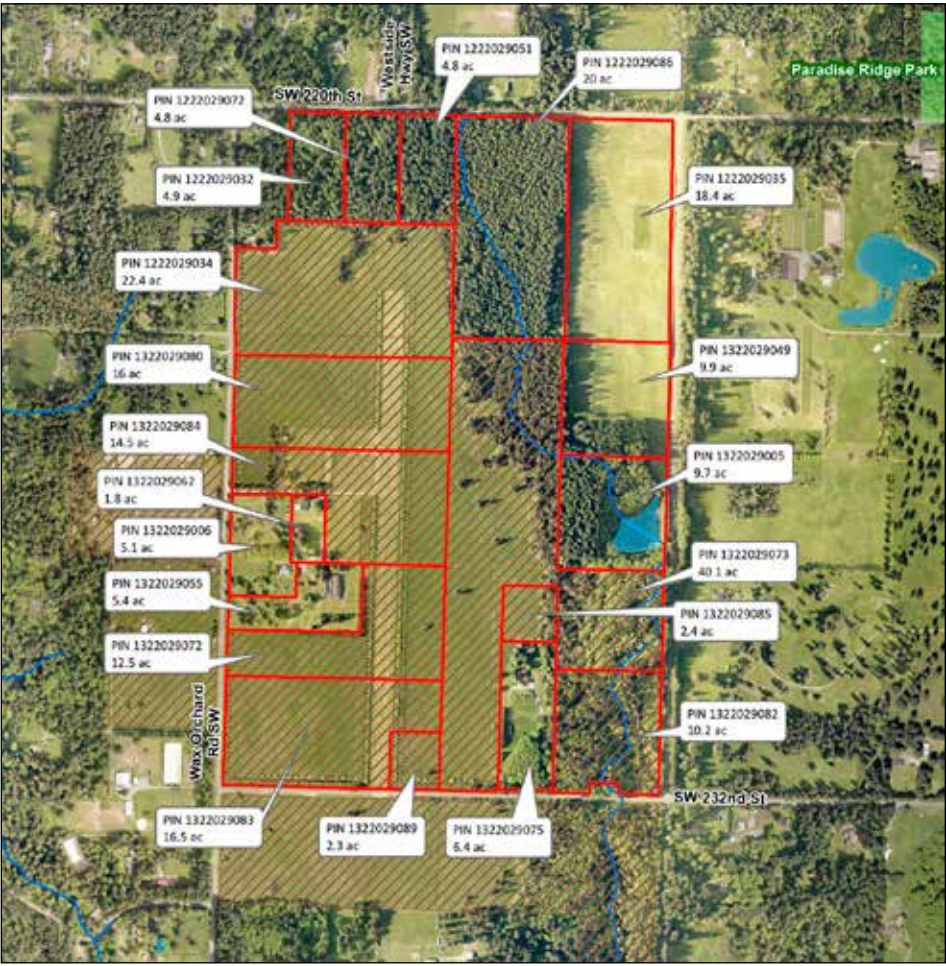 Westside
Hwy SW
PIN 1222029051
4.8 ac
PIN 1222029086
20 ac
Paradise Ridge Park
SW 220th St
PIN 1222029072
4.8 ac
PIN 1222029032
4.9 ac
PIN 1222029035
18.4 ac
PIN 1222029034
22.4 ac
PIN 1322029080
16 ac
PIN 1322029049
9.9 ac
PIN 1322029084
14.5 ac
PIN 1322029062
1.8 ac
PIN 1322029005
9.7 ac
PIN 1322029006
5.1 ac
PIN 1322029073
40.1 ac
PIN 1322029055
5.4 ac
PIN 1322029085
2.4 ac
PIN 1322029072
12.5 ac
PIN 1322029082
10.2 ac
Wax Orchard
Rd SW
SW 232nd St
PIN 1322029083
16.5 ac
PIN 1322029089
2.3 ac
PIN 1322029075
6.4 ac